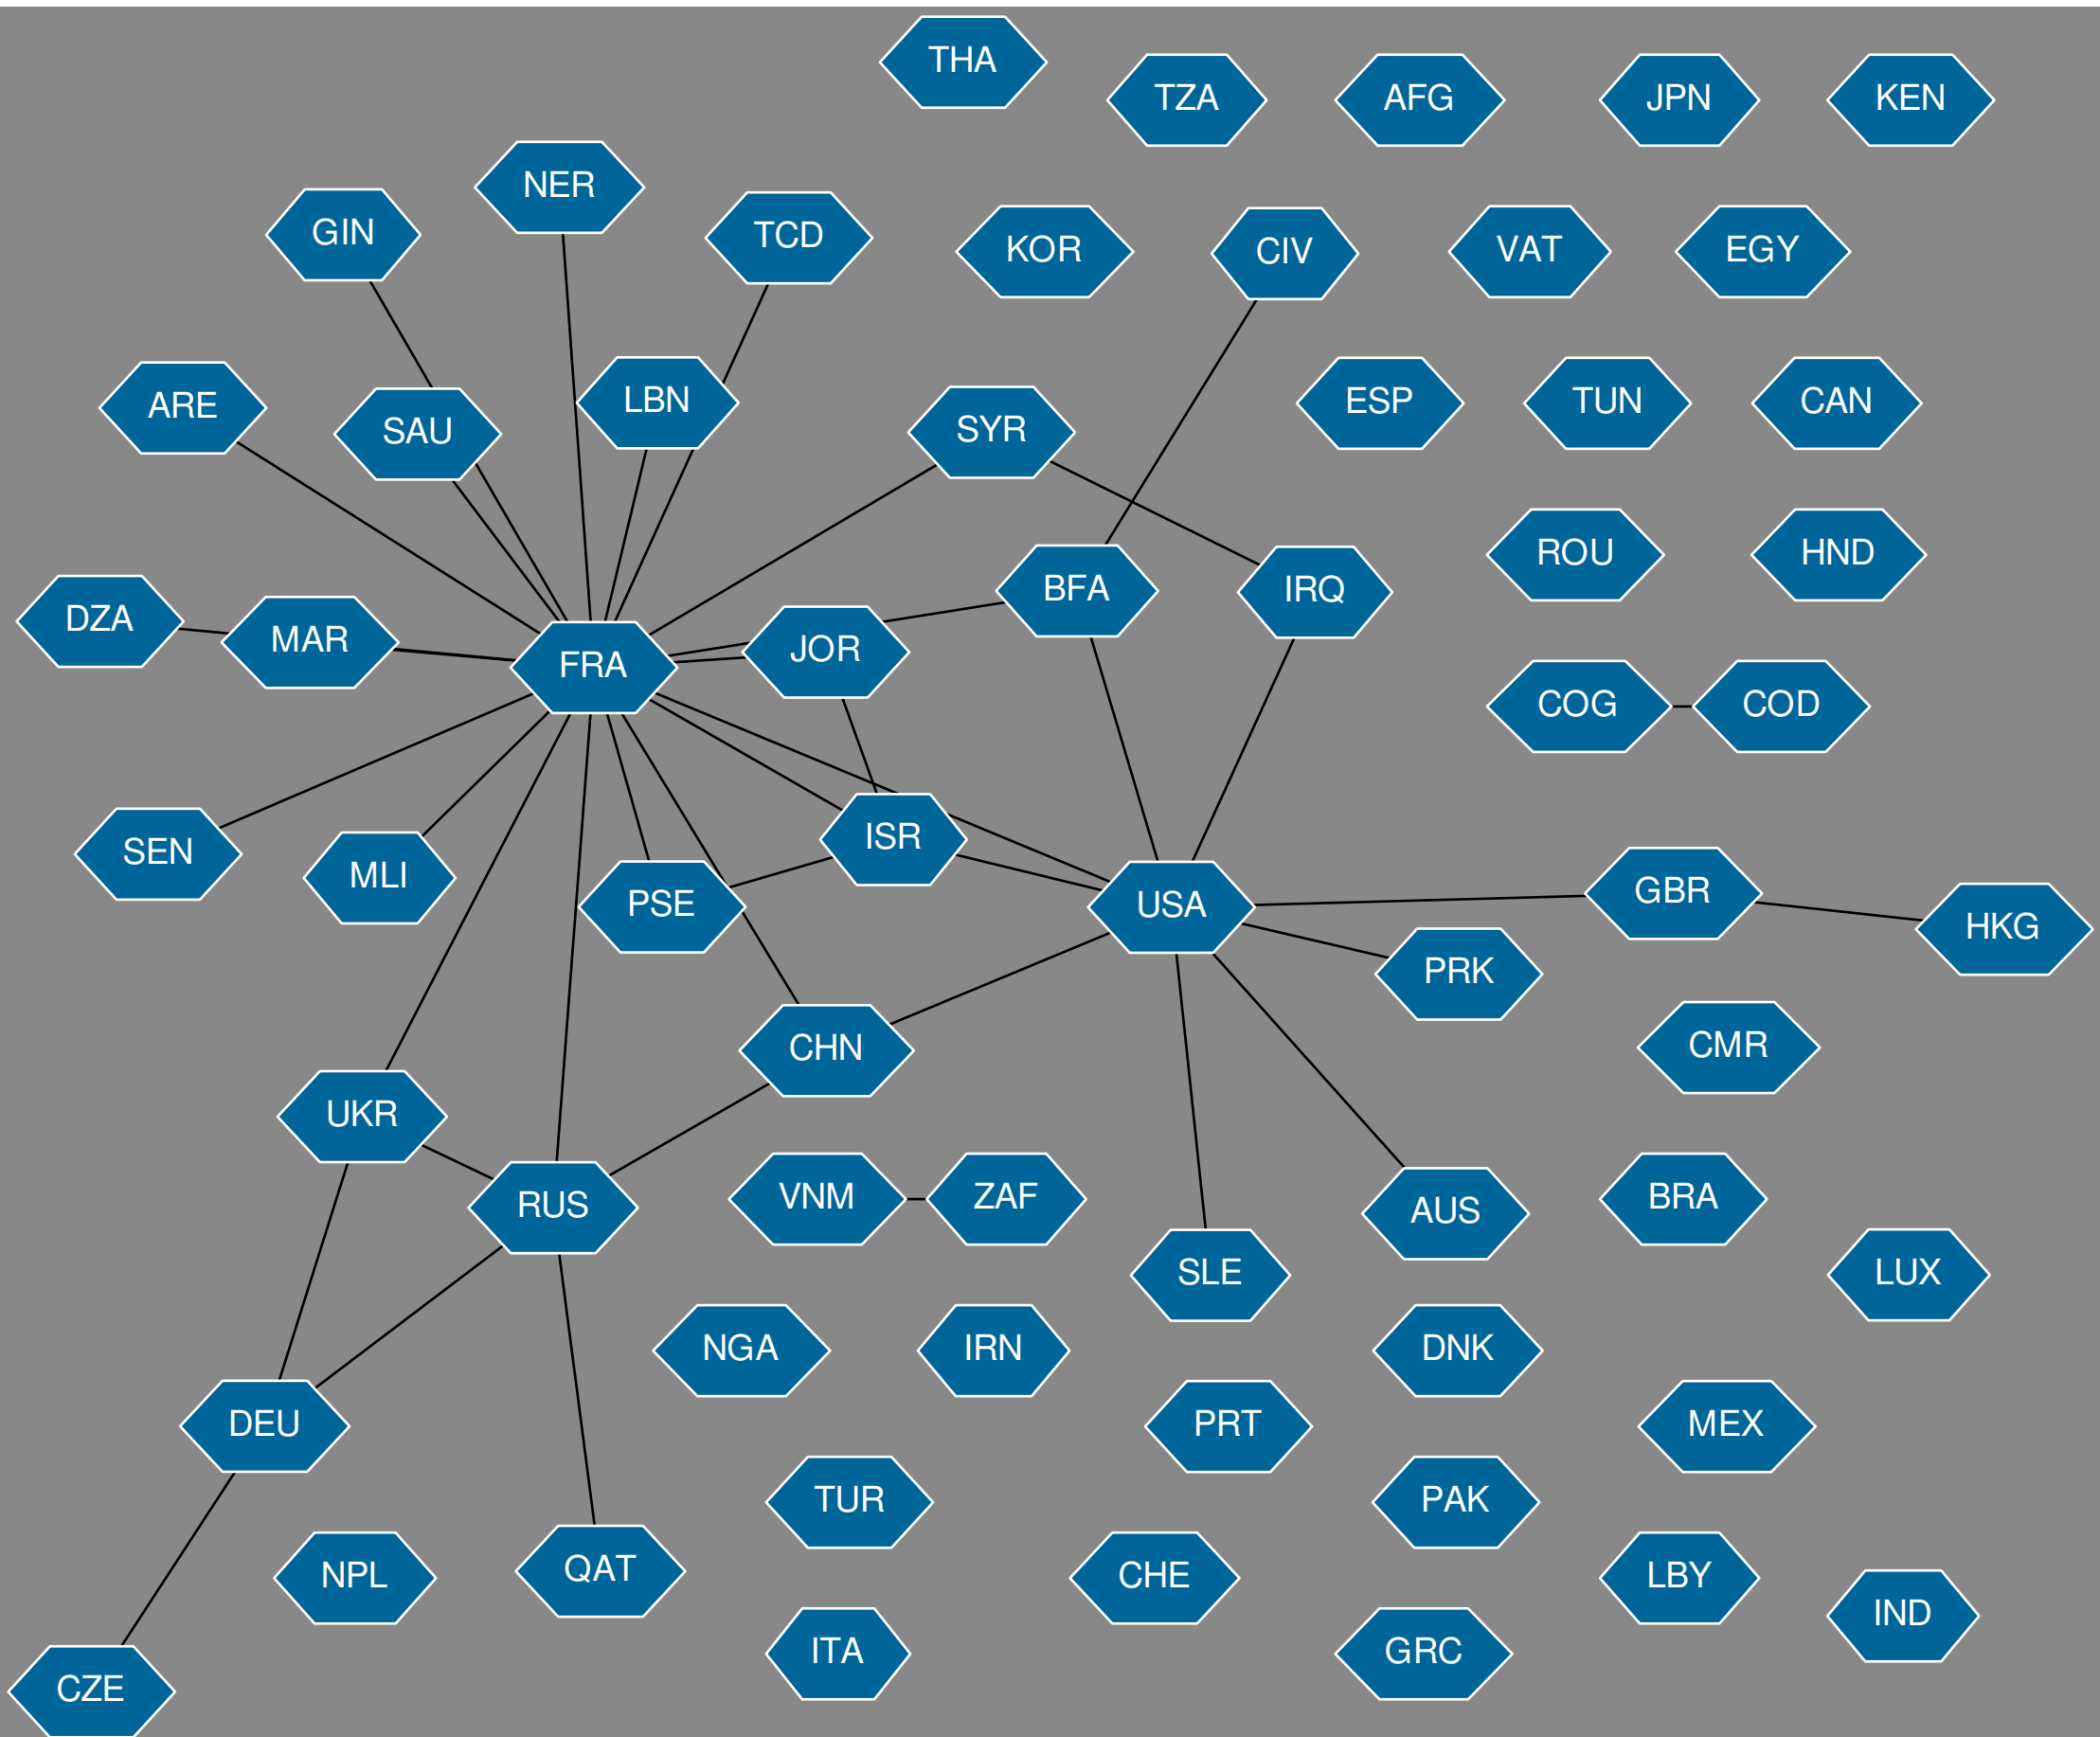 THA
TZA
AFG
JPN
KEN
NER
GIN
TCD
KOR
CIV
VAT
EGY
ARE
SAU
LBN
SYR
ESP
TUN
CAN
DZA
MAR
FRA
JOR
BFA
IRQ
ROU
HND
COG
COD
SEN
MLI
PSE
ISR
USA
GBR
HKG
PRK
CHN
CMR
UKR
RUS
VNM
ZAF
AUS
BRA
SLE
LUX
NGA
IRN
DNK
DEU
PRT
MEX
TUR
PAK
NPL
QAT
CHE
LBY
IND
ITA
GRC
CZE